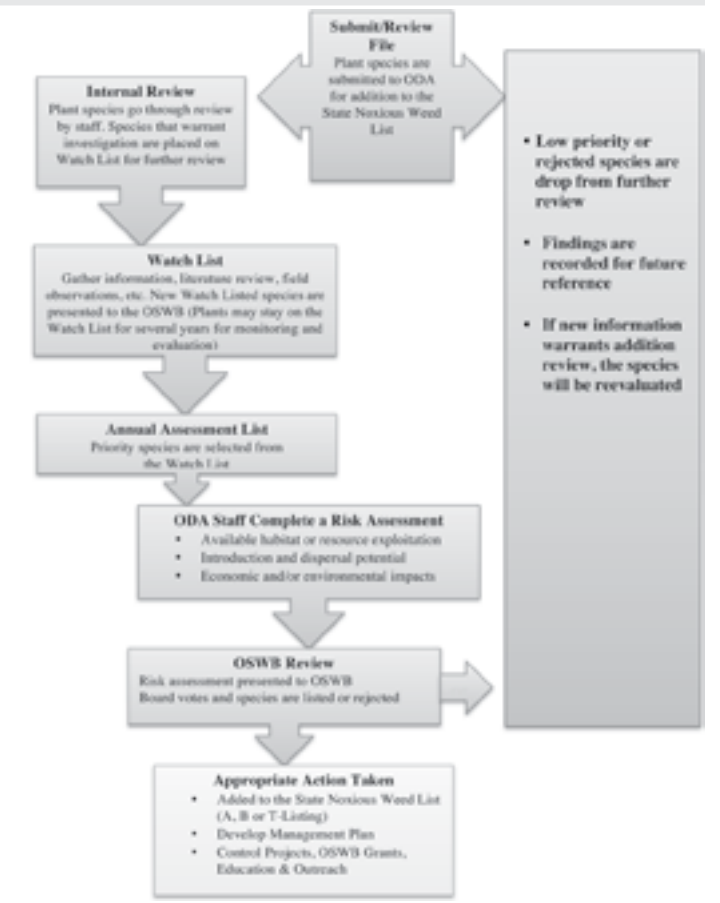 Submit/Review
File
Plant species are
submitted to ODA
for addition to the
State Noxious Weed
List
Internal Review
Plant species go through review
by staff. Species that warrant
investigation are placed on
Watch List for further review
Watch List
Gather information, literature review, field
observations, etc. New Watch Listed species are
presented to the OSWB (Plants may stay on the
Watch List for several years for monitoring and
evaluation)
Annual Assessment List
Priority species are selected from
the Watch List
ODA Staff Complete a Risk Assessment
• Available habitat or resource exploitation
• Introduction and dispersal potential
• Economic and/or environmental impacts
OSWB Review
Risk assessment presented to OSWB
Board votes and species are listed or rejected
Appropriate Action Taken
• Added to the State Noxious Weed List
(A, B or T-Listing)
• Develop Management Plan
• Control Projects, OSWB Grants,
Education & Outreach
• Low priority or
rejected species are
drop from further
review
• Findings are
recorded for future
reference
• If new information
warrants addition
review, the species
will be reevaluated